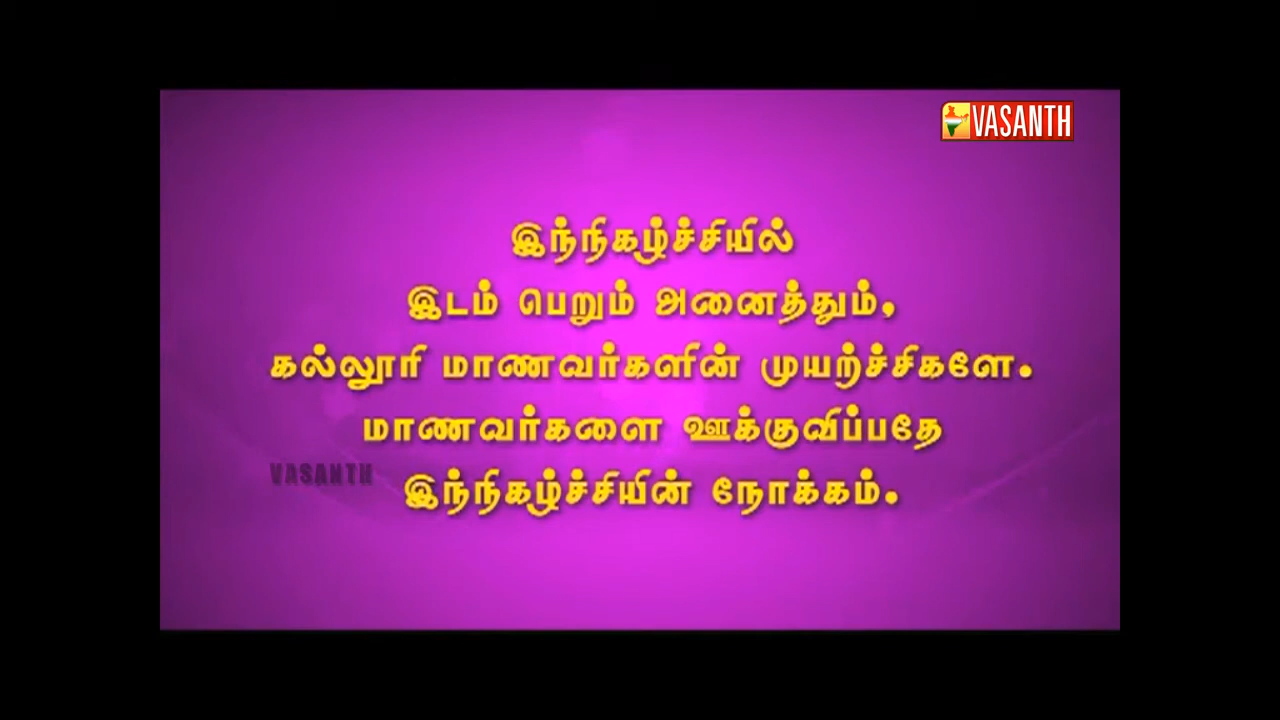 VASANTH
இந்நிகழ்ச்சியில்
இடம் பெறும் அனைத்தும்,
கல்லூரி மாணவர்களின் முயற்ச்சிகளே.
மாணவர்களை ஊக்குவிப்பதே
VASANTH
இந்நிகழ்ச்சியின் நோக்கம்.